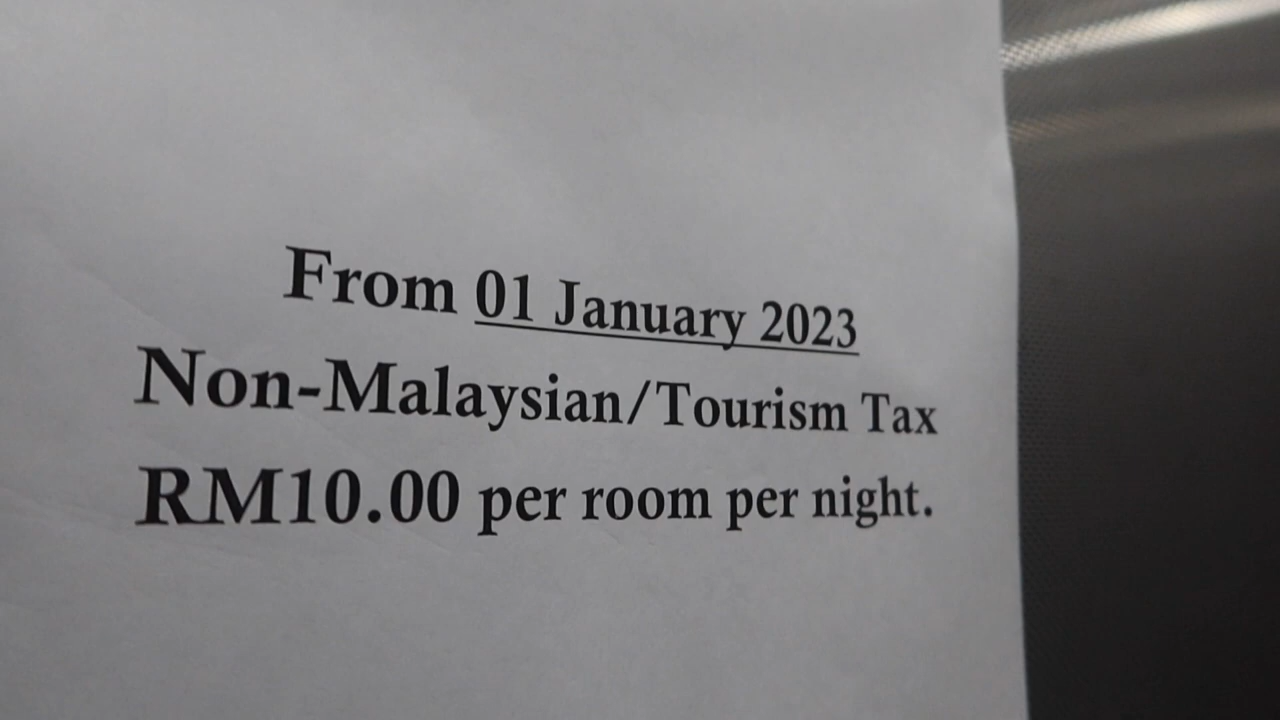 From 01 January 2023
Non-Malaysian/Tourism Tax
RM10.00 per room per night.